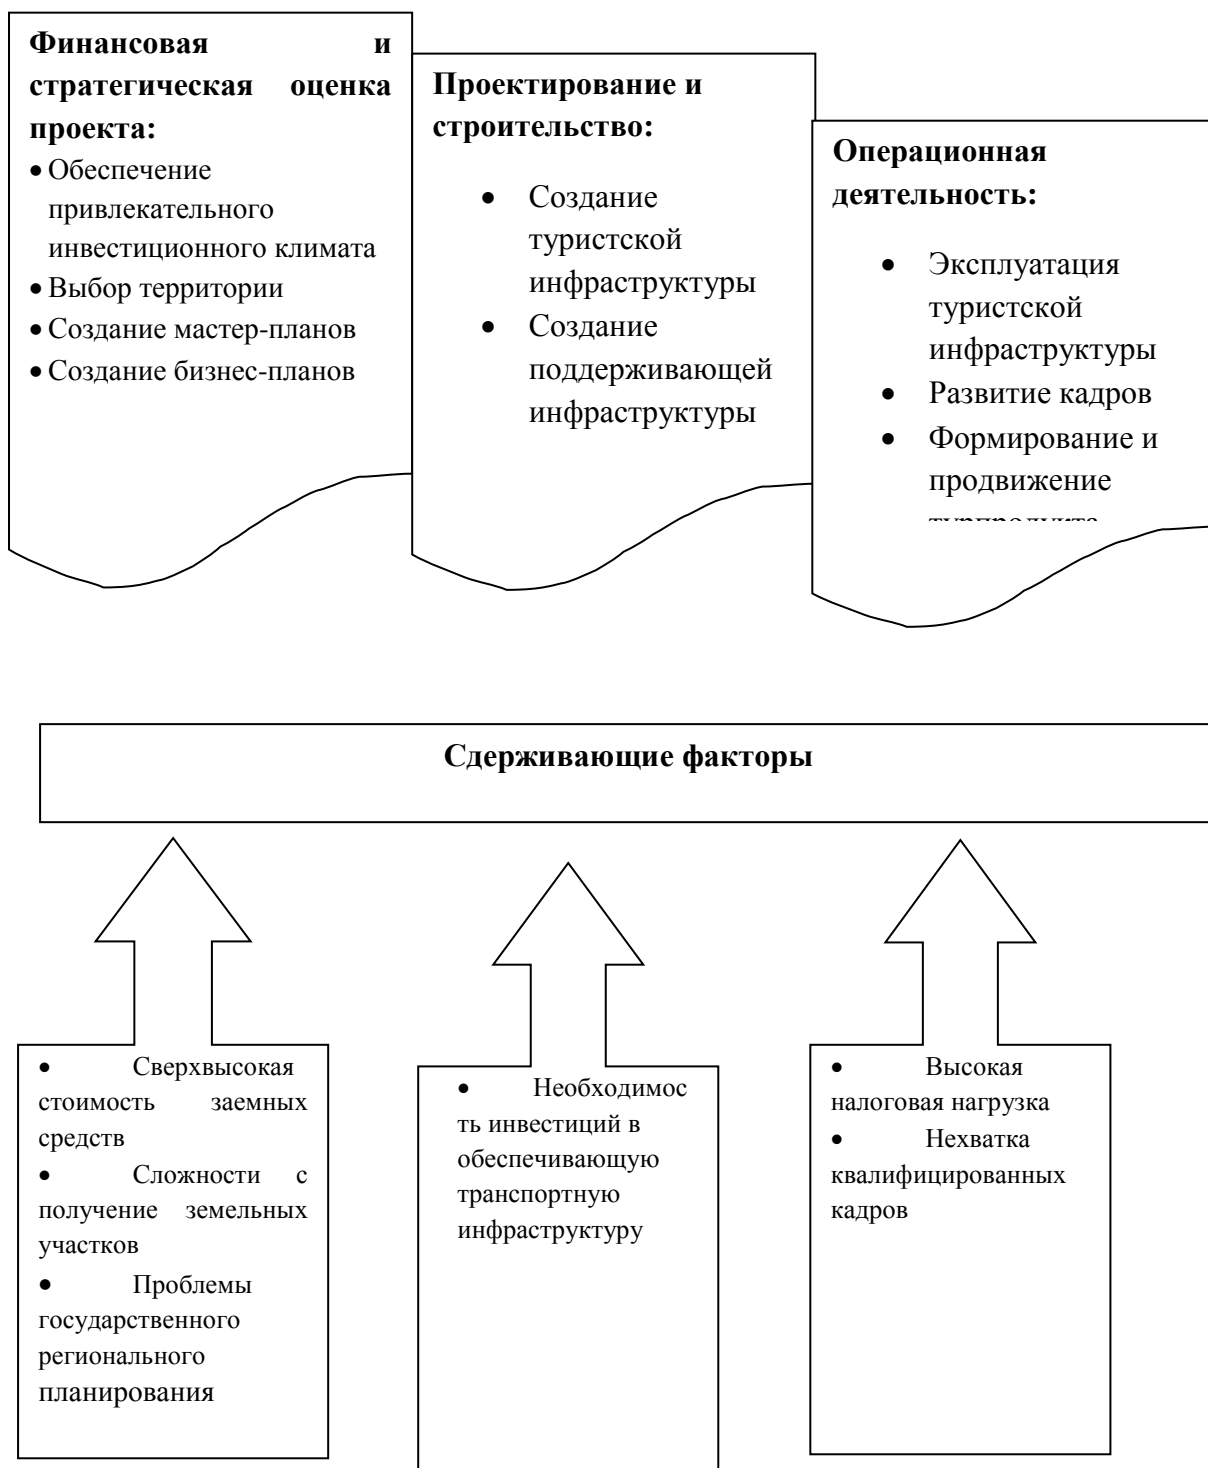 Финансовая и
стратегическая оценка
проекта:
• Обеспечение
привлекательного
инвестиционного климата
• Выбор территории
• Создание мастер-планов
• Создание бизнес-планов
Проектирование и
строительство:
• Создание
туристской
инфраструктуры
• Создание
поддерживающей
инфраструктуры
Операционная
деятельность:
• Эксплуатация
туристской
инфраструктуры
• Развитие кадров
• Формирование и
продвижение
турпродукта
Сдерживающие факторы
• Сверхвысокая
стоимость заемных
средств
• Сложности с
получение земельных
участков
• Проблемы
государственного
регионального
планирования
• Необходимос
ть инвестиций в
обеспечивающую
транспортную
инфраструктуру
• Высокая
налоговая нагрузка
• Нехватка
квалифицированных
кадров